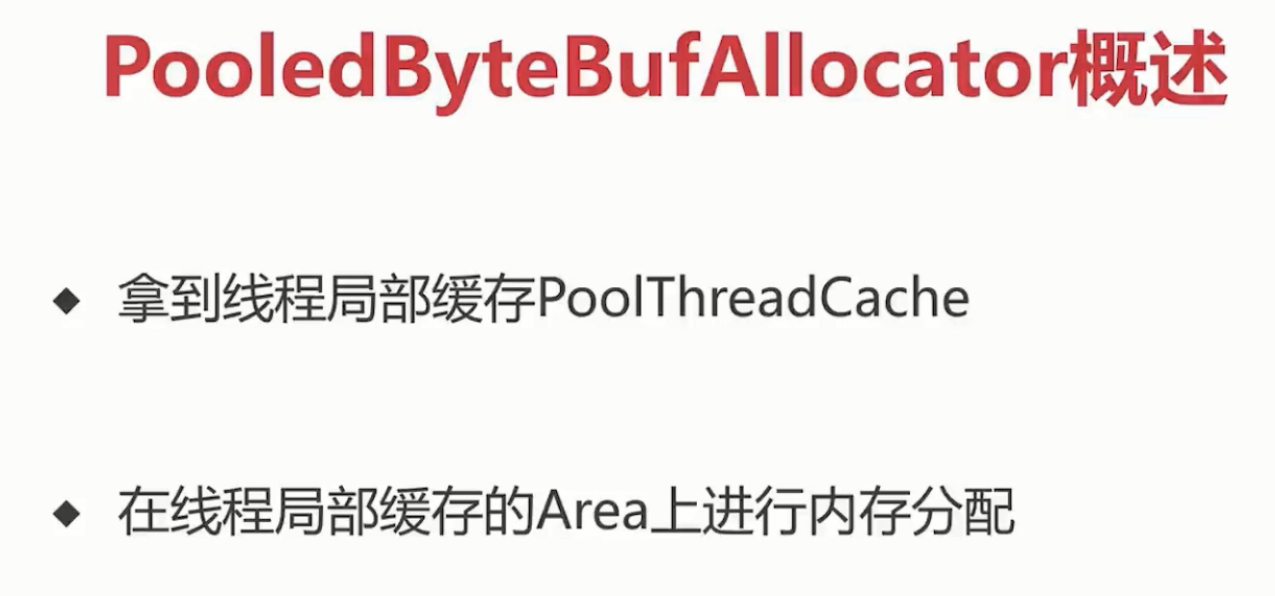 PooledByteBufAllocator概述
拿到线程局部缓存PoolThreadCache
在线程局部缓存的Area上进行内存分配